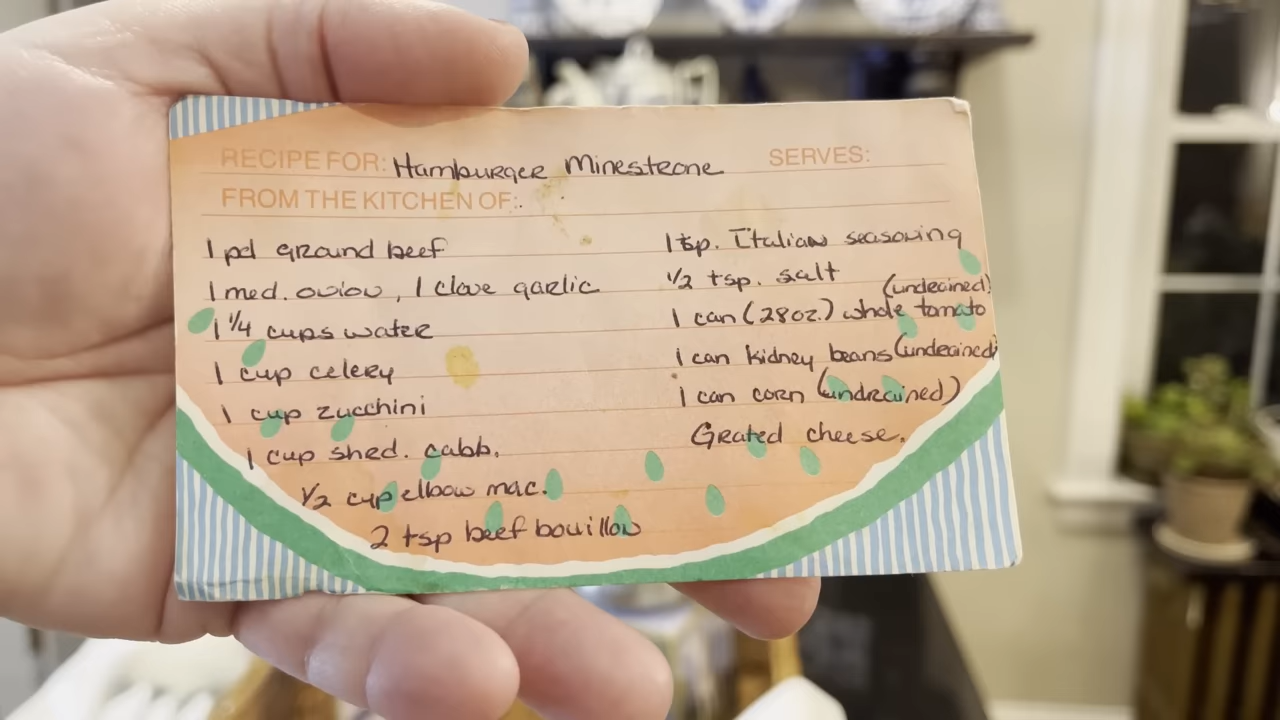 RECIPE FOR: Hamburger Minestrone SERVES:
FROM THE KITCHEN OF:
1 pd ground beef
1 med. onion, 1 clove garlic
1 1/4 cups water
1 cup celery
1 cup zucchini
1 cup shed. cabb.
1/2 cup elbow mac.
2 tsp beef bouillon
1 tsp. Italian seasoning
1/2 tsp. salt
(undrained)
1 can (28oz.) whole tomato
1 can kidney beans (undrained)
1 can corn (undrained)
Grated cheese.